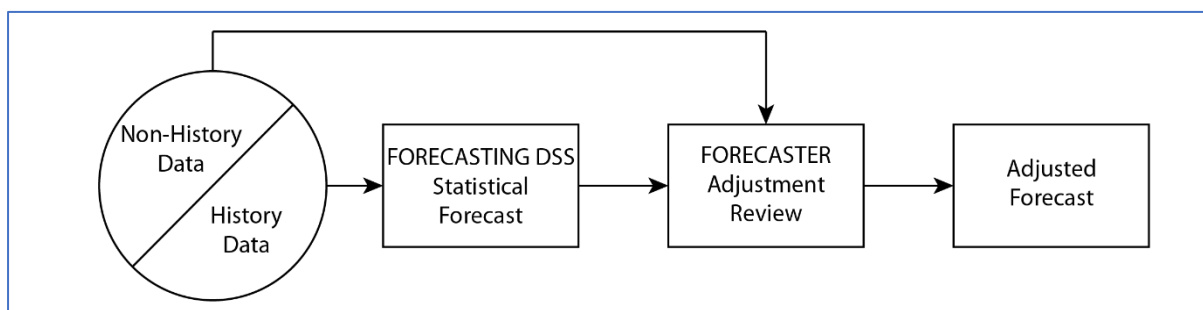 Non-History
Data
History
Data
FORECASTING DSS
Statistical
Forecast
FORECASTER
Adjustment
Review
Adjusted
Forecast